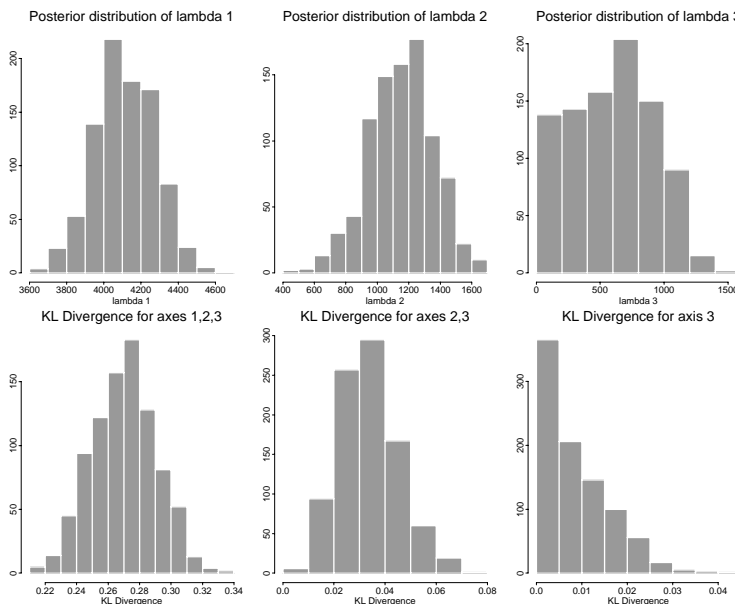 Posterior distribution of lambda 1
Posterior distribution of lambda 2
Posterior distribution of lambda 3
0 50 100 150 200
3600 3800 4000 4200 4400 4600
lambda 1
0 50 100 150
400 600 800 1000 1200 1400 1600
lambda 2
0 50 100 150 200
0 500 1000 1500
lambda 3
KL Divergence for axes 1,2,3
KL Divergence for axes 2,3
KL Divergence for axis 3
0 50 100 150
0.22 0.24 0.26 0.28 0.30 0.32 0.34
KL Divergence
0 50 100 150 200 250 300
0.0 0.02 0.04 0.06 0.08
KL Divergence
0 100 200 300
0.0 0.01 0.02 0.03 0.04
KL Divergence